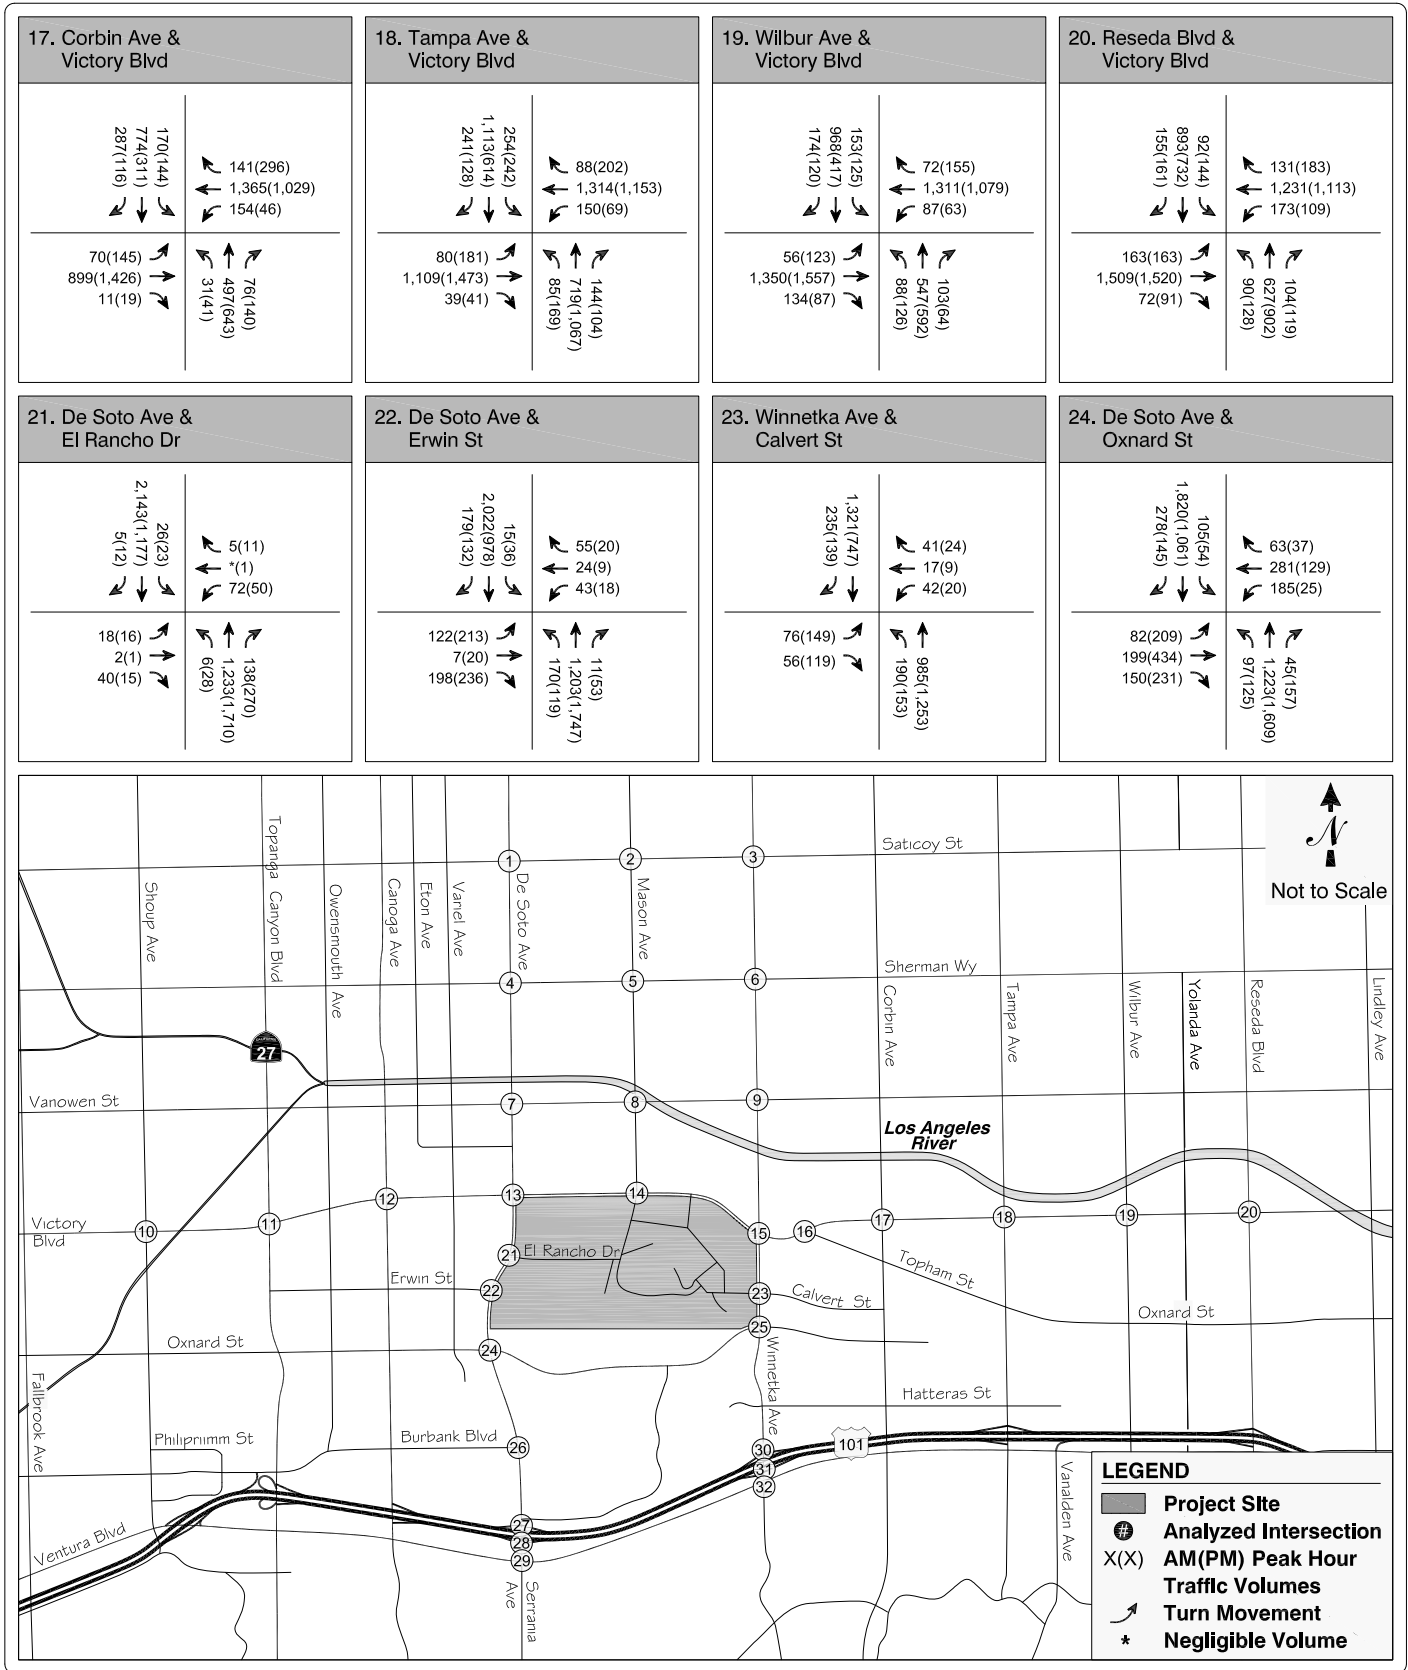 17. Corbin Ave &
Victory Blvd
287(116)
774(311)
170(144)
141(296)
1,365(1,029)
154(46)
70(145)
899(1,426)
11(19)
31(41)
497(643)
76(140)
18. Tampa Ave &
Victory Blvd
241(128)
1,113(614)
254(242)
88(202)
1,314(1,153)
150(69)
80(181)
1,109(1,473)
39(41)
85(169)
719(1,067)
144(104)
19. Wilbur Ave &
Victory Blvd
174(120)
968(417)
153(125)
72(155)
1,311(1,079)
87(63)
56(123)
1,350(1,557)
134(87)
88(126)
547(592)
103(64)
20. Reseda Blvd &
Victory Blvd
155(161)
893(732)
92(144)
131(183)
1,231(1,113)
173(109)
163(163)
1,509(1,520)
72(91)
90(128)
627(902)
104(119)
21. De Soto Ave &
El Rancho Dr
5(12)
2,143(1,177)
26(23)
5(11)
*(1)
72(50)
18(16)
2(1)
40(15)
6(28)
1,233(1,710)
138(270)
22. De Soto Ave &
Erwin St
179(132)
2,022(978)
15(36)
55(20)
24(9)
43(18)
122(213)
7(20)
198(236)
170(119)
1,203(1,747)
11(53)
23. Winnetka Ave &
Calvert St
235(139)
1,321(747)
41(24)
17(9)
42(20)
76(149)
56(119)
190(153)
985(1,253)
24. De Soto Ave &
Oxnard St
278(145)
1,820(1,061)
105(54)
63(37)
281(129)
185(25)
82(209)
199(434)
150(231)
97(125)
1,223(1,609)
45(157)
N
Not to Scale
Saticoy St
1
2
3
Shoup Ave
Topanga Canyon Blvd
Owensmouth Ave
Canoga Ave
Eton Ave
Variel Ave
De Soto Ave
Mason Ave
Sherman Wy
4
5
6
Corbin Ave
Tampa Ave
Wilbur Ave
Yolanda Ave
Reseda Blvd
Lindley Ave
27
Vanowen St
7
8
9
Los Angeles
River
Victory
Blvd
10
11
12
13
14
15
16
17
18
19
20
21
El Rancho Dr
Topham St
Erwin St
22
23
Calvert St
Oxnard St
25
Oxnard St
24
Winnetka Ave
Fallbrook Ave
Hatteras St
Philiprimm St
Burbank Blvd
26
30
101
31
32
Vanalden Ave
Ventura Blvd
27
28
29
Serrania
Ave
LEGEND
Project SIte
# Analyzed Intersection
X(X) AM(PM) Peak Hour
Traffic Volumes
Turn Movement
* Negligible Volume